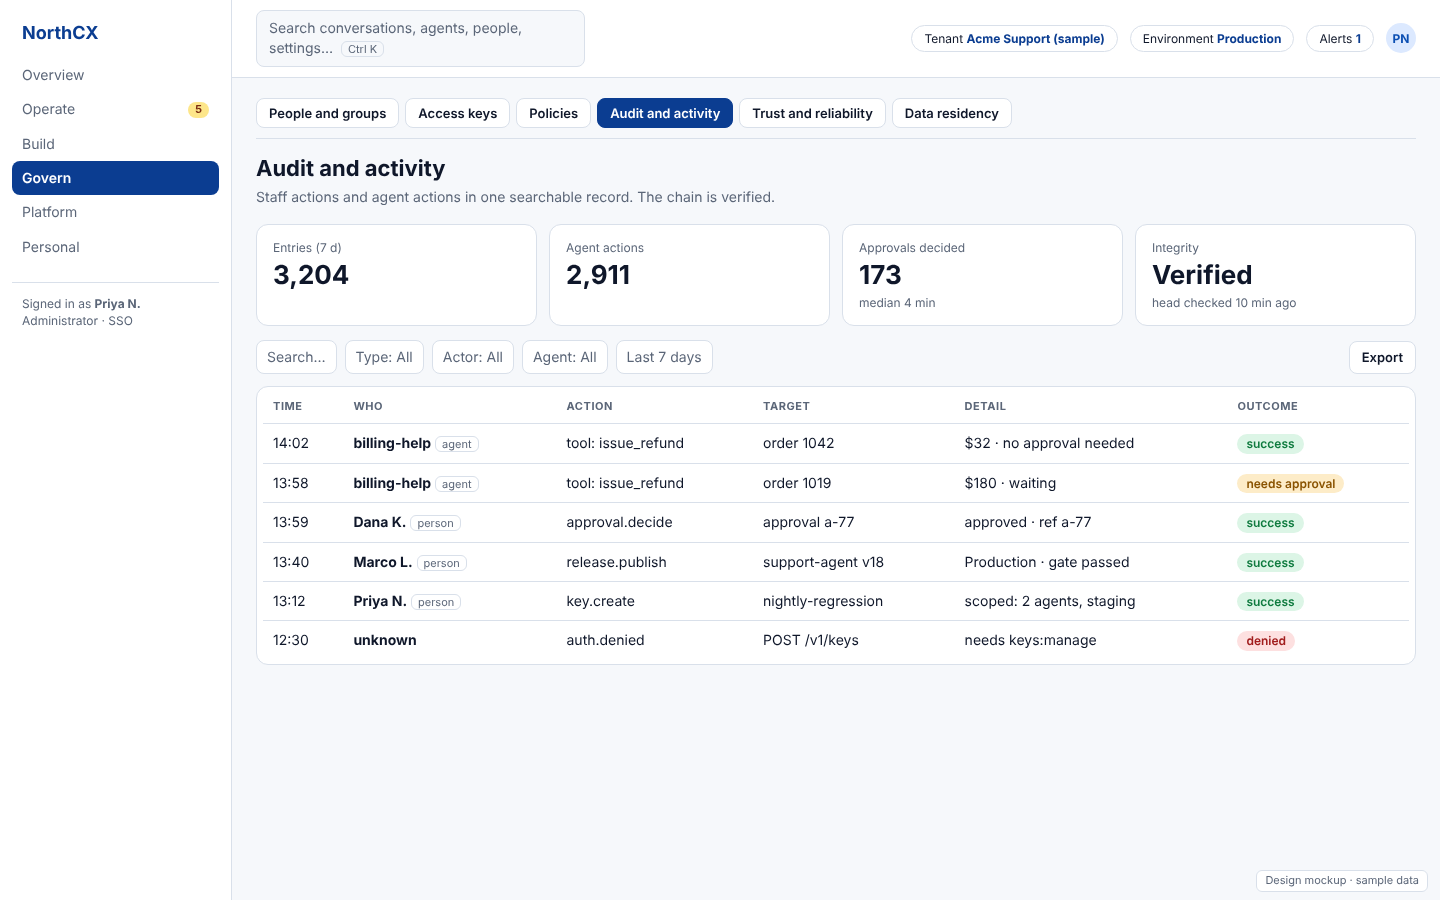 NorthCX
Overview
Operate 5
Build
Govern
Platform
Personal
Signed in as Priya N.
Administrator · SSO
Search conversations, agents, people,
settings... Ctrl K
Tenant Acme Support (sample)
Environment Production
Alerts 1
PN
People and groups
Access keys
Policies
Audit and activity
Trust and reliability
Data residency
Audit and activity
Staff actions and agent actions in one searchable record. The chain is verified.
Entries (7 d)
3,204
Agent actions
2,911
Approvals decided
173
median 4 min
Integrity
Verified
head checked 10 min ago
Search...
Type: All
Actor: All
Agent: All
Last 7 days
Export
TIME WHO ACTION TARGET DETAIL OUTCOME
14:02 billing-help agent tool: issue_refund order 1042 $32 · no approval needed success
13:58 billing-help agent tool: issue_refund order 1019 $180 · waiting needs approval
13:59 Dana K. person approval.decide approval a-77 approved · ref a-77 success
13:40 Marco L. person release.publish support-agent v18 Production · gate passed success
13:12 Priya N. person key.create nightly-regression scoped: 2 agents, staging success
12:30 unknown auth.denied POST /v1/keys needs keys:manage denied
Design mockup · sample data